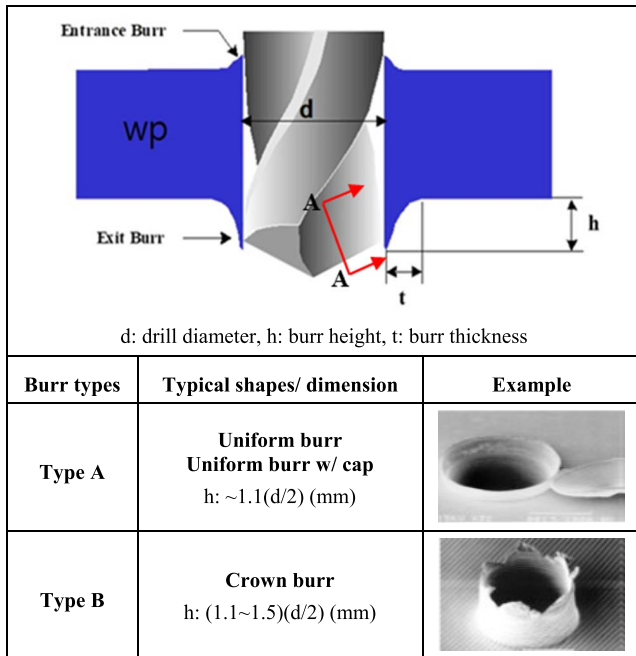 Entrance Burr
d
wp
A
Exit Burr
h
A
t
d: drill diameter, h: burr height, t: burr thickness
Burr types
Typical shapes/ dimension
Example
Type A
Uniform burr
Uniform burr w/ cap
h: ~1.1(d/2) (mm)
Type B
Crown burr
h: (1.1~1.5)(d/2) (mm)